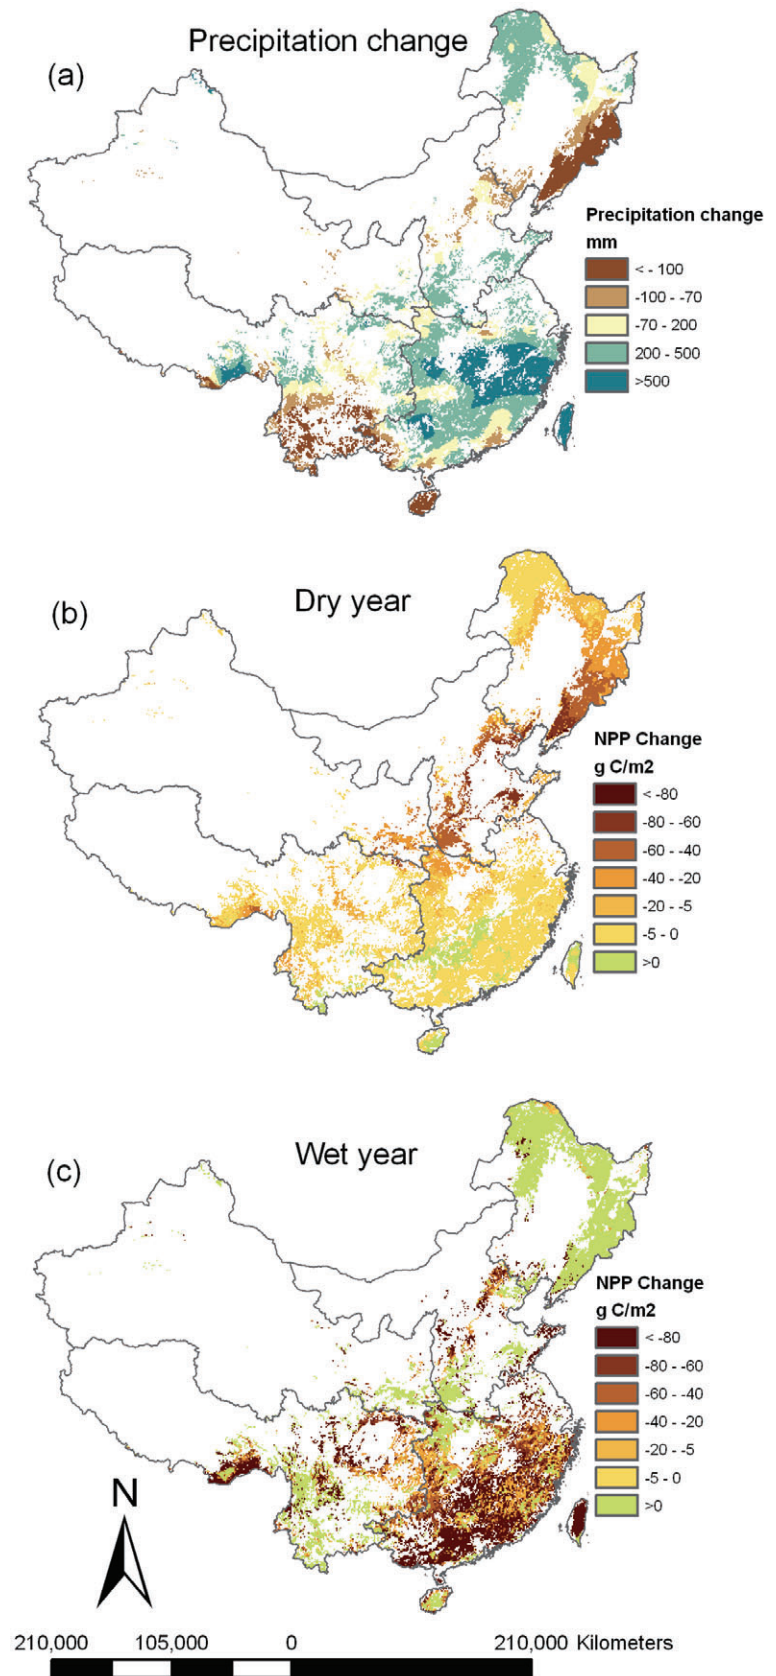 Precipitation change
(a)
Precipitation change
mm
< - 100
-100 - -70
-70 - 200
200 - 500
>500
(b)
Dry year
NPP Change
g C/m2
< -80
-80 - -60
-60 - -40
-40 - -20
-20 - -5
-5 - 0
>0
(c)
Wet year
NPP Change
g C/m2
< -80
-80 - -60
-60 - -40
-40 - -20
-20 - -5
-5 - 0
>0
N
210,000 105,000 0 210,000 Kilometers